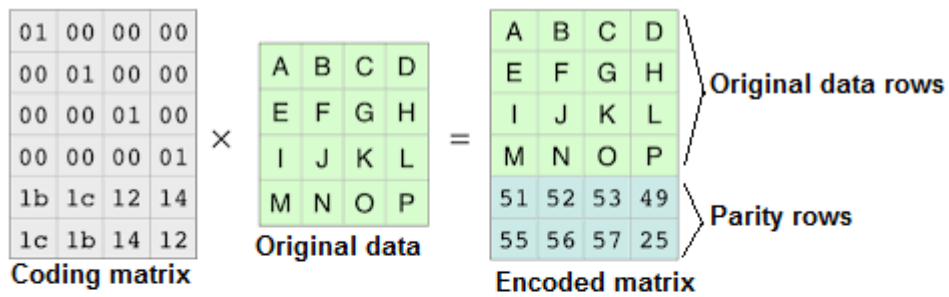 01 00 00 00
00 01 00 00
00 00 01 00
00 00 00 01
1b 1c 12 14
1c 1b 14 12
Coding matrix
×
A B C D
E F G H
I J K L
M N O P
Original data
=
A B C D
E F G H
I J K L
M N O P
51 52 53 49
55 56 57 25
Encoded matrix
Original data rows
Parity rows